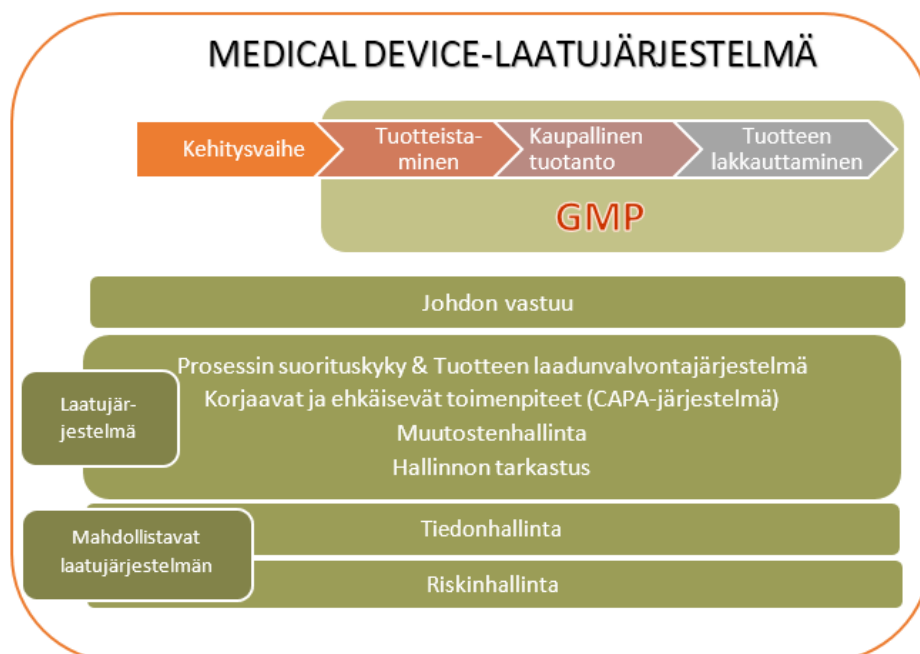 MEDICAL DEVICE-LAATUJÄRJESTELMÄ
Kehitysvaihe
Tuotteista-
minen
Kaupallinen
tuotanto
Tuotteen
lakkauttaminen
GMP
Johdon vastuu
Prosessin suorituskyky & Tuotteen laadunvalvontajärjestelmä
Korjaavat ja ehkäisevät toimenpiteet (CAPA-järjestelmä)
Muutostenhallinta
Hallinnon tarkastus
Laatujär-
jestelmä
Mahdollistavat
laatujärjestelmän
Tiedonhallinta
Riskinhallinta